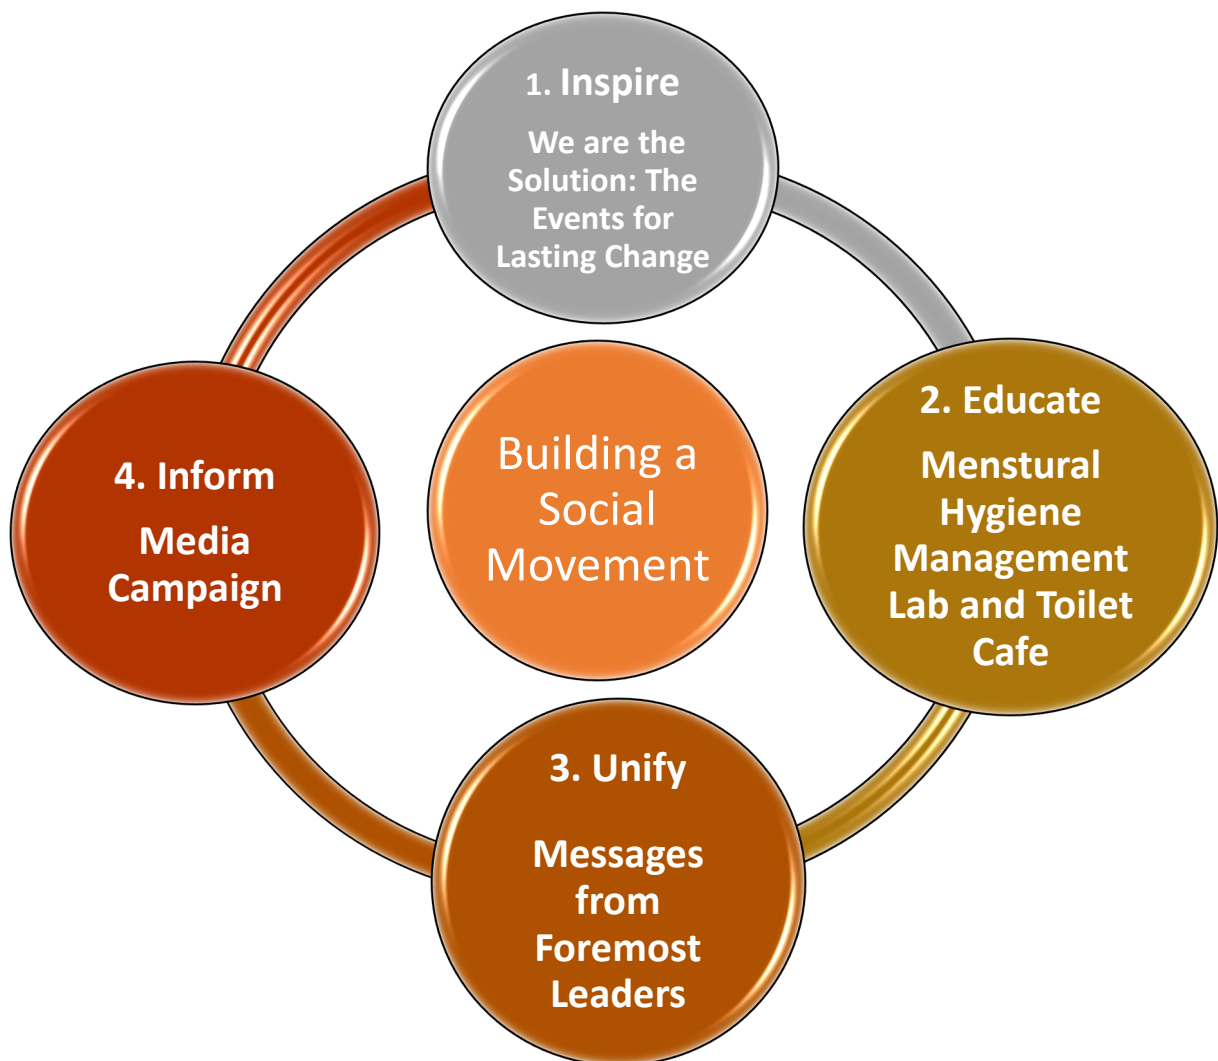 1. Inspire
We are the
Solution: The
Events for
Lasting Change
2. Educate
Menstural
Hygiene
Management
Lab and Toilet
Cafe
3. Unify
Messages
from
Foremost
Leaders
4. Inform
Media
Campaign
Building a
Social
Movement